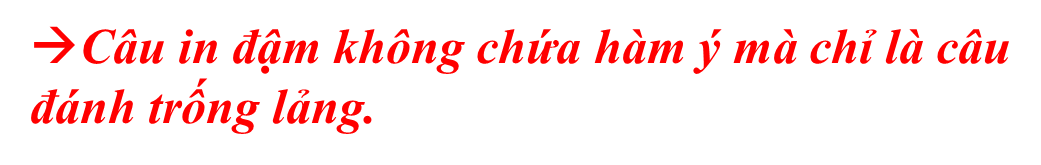 →Câu in đậm không chứa hàm ý mà chỉ là câu
đánh trống lảng.